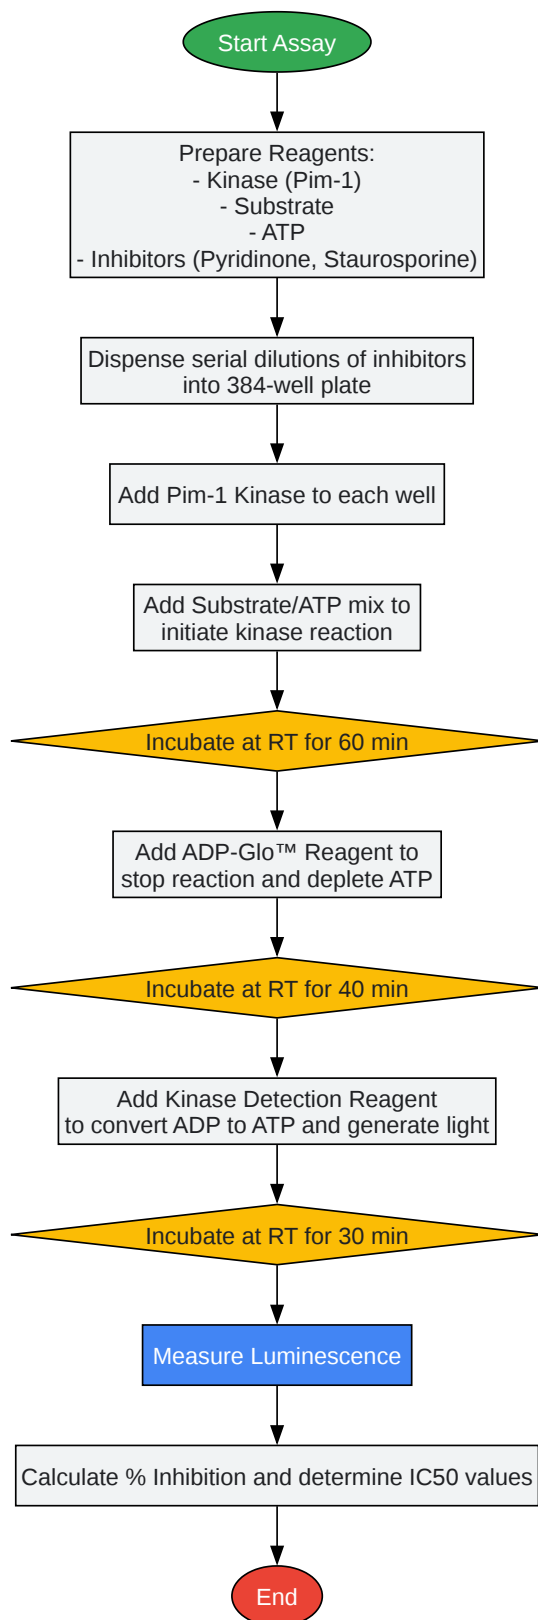 Start Assay
Prepare Reagents:
- Kinase (Pim-1)
- Substrate
- ATP
- Inhibitors (Pyridinone, Staurosporine)
Dispense serial dilutions of inhibitors
into 384-well plate
Add Pim-1 Kinase to each well
Add Substrate/ATP mix to
initiate kinase reaction
Incubate at RT for 60 min
Add ADP-Glo™ Reagent to
stop reaction and deplete ATP
Incubate at RT for 40 min
Add Kinase Detection Reagent
to convert ADP to ATP and generate light
Incubate at RT for 30 min
Measure Luminescence
Calculate % Inhibition and determine IC50 values
End